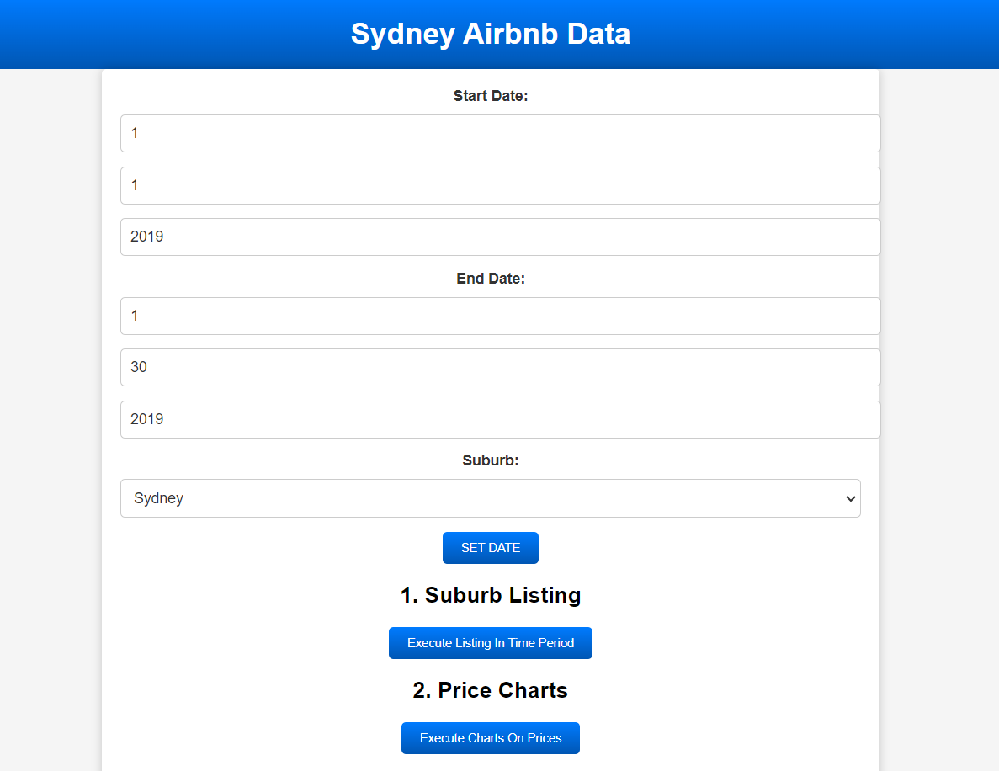 Sydney Airbnb Data
Start Date:
1
1
2019
End Date:
1
30
2019
Suburb:
Sydney
SET DATE
1. Suburb Listing
Execute Listing In Time Period
2. Price Charts
Execute Charts On Prices